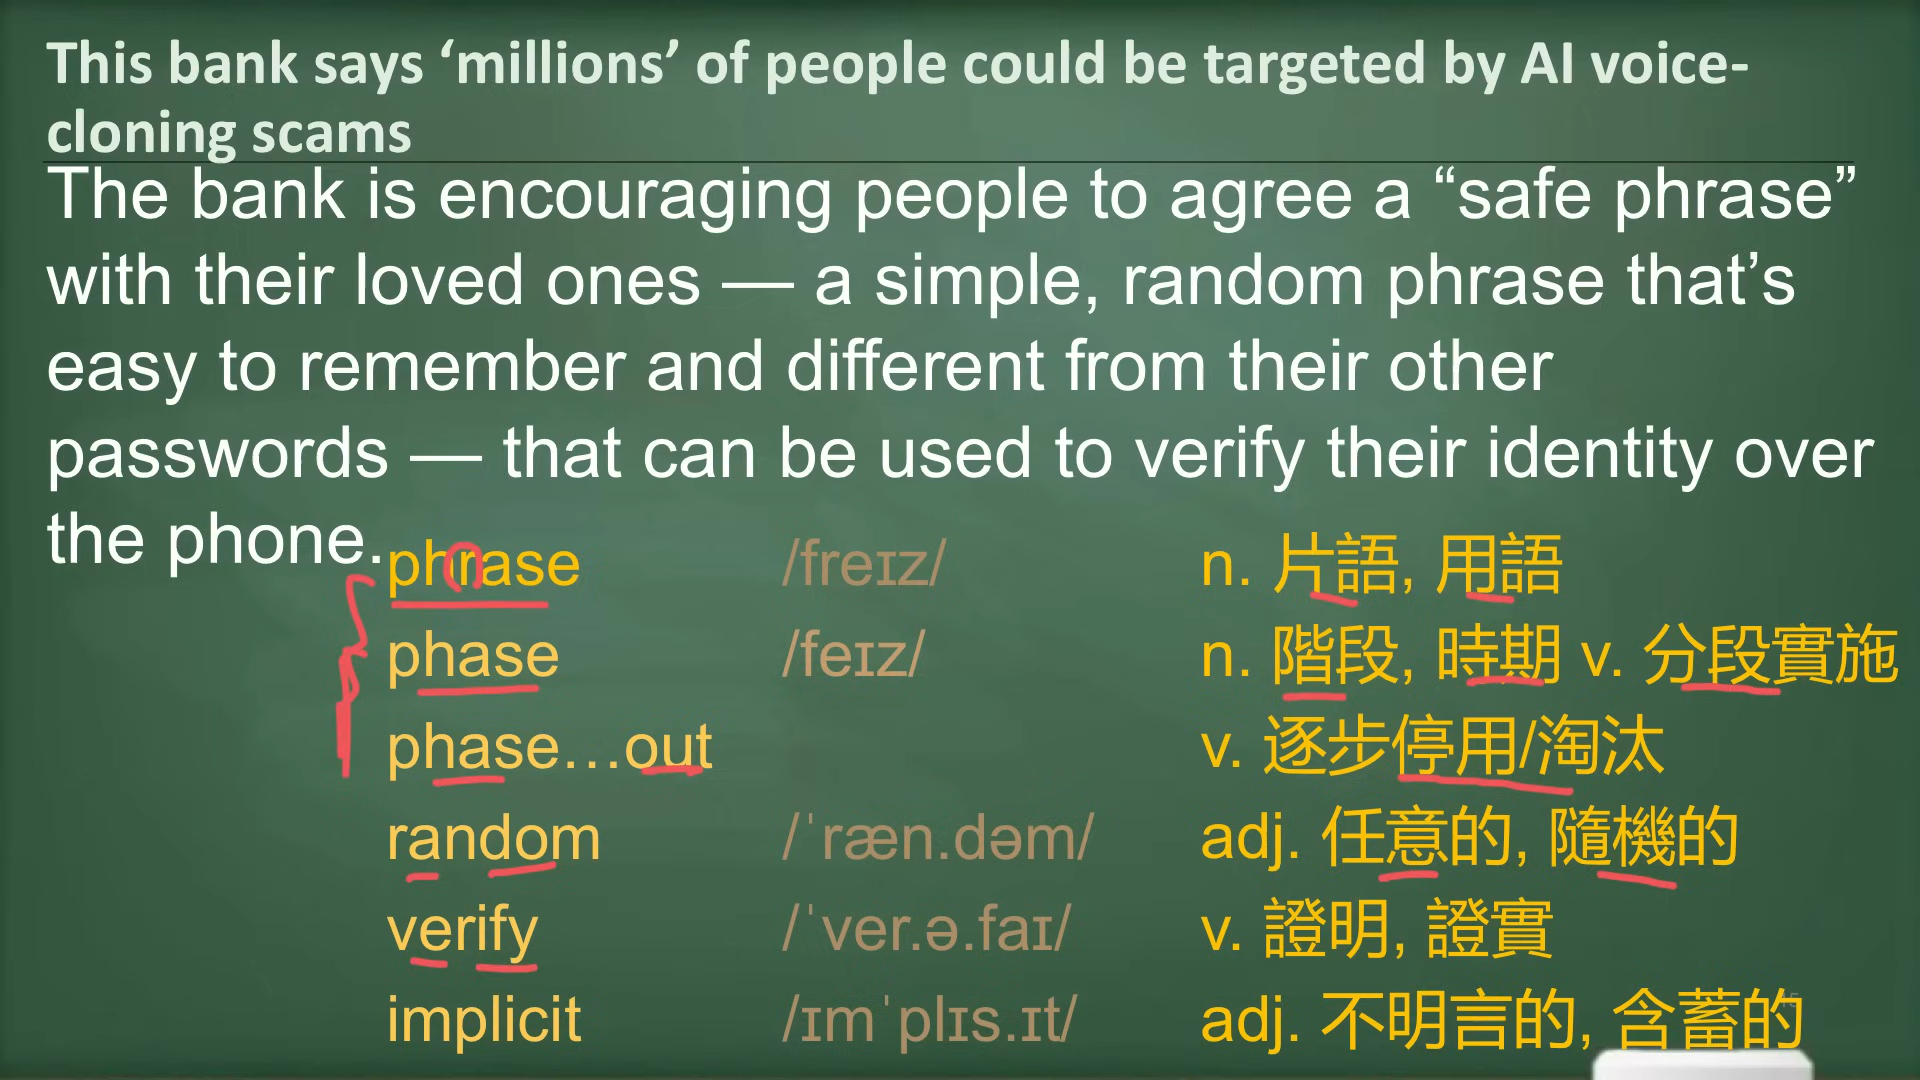 This bank says ‘millions’ of people could be targeted by AI voice-
cloning scams
The bank is encouraging people to agree a “safe phrase”
with their loved ones — a simple, random phrase that’s
easy to remember and different from their other
passwords — that can be used to verify their identity over
the phone.
phrase /freɪz/ n. 片語, 用語
phase /feɪz/ n. 階段, 時期 v. 分段實施
phase…out v. 逐步停用/淘汰
random /ˈræn.dəm/ adj. 任意的, 隨機的
verify /ˈver.ə.faɪ/ v. 證明, 證實
implicit /ɪmˈplɪs.ɪt/ adj. 不明言的, 含蓄的